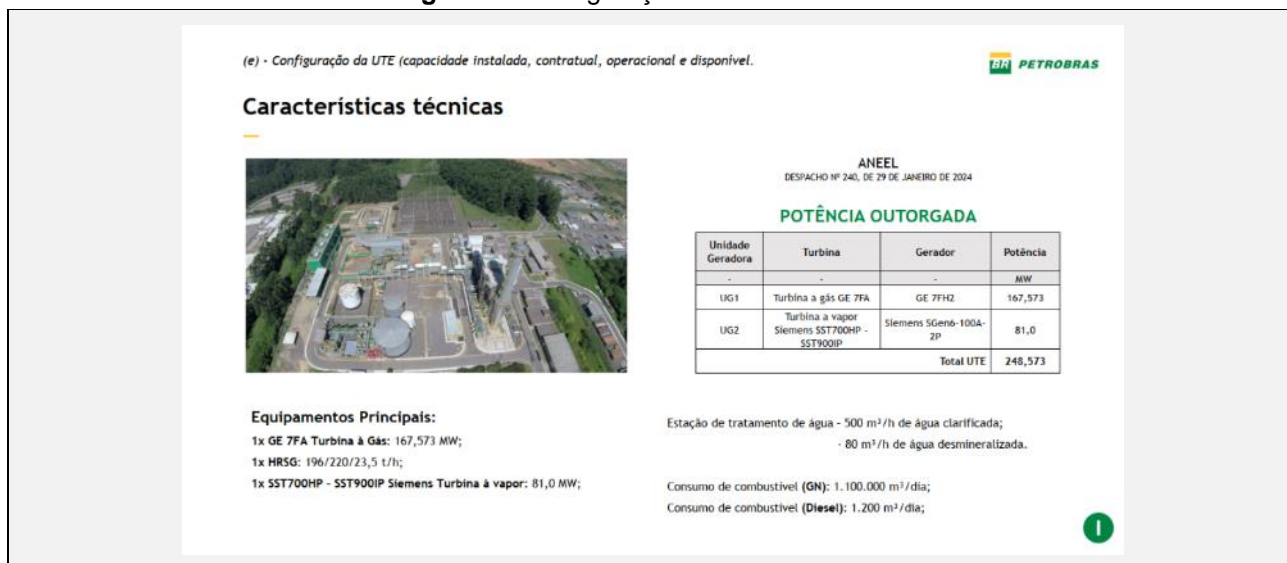 (e) - Configuração da UTE (capacidade instalada, contratual, operacional e disponível.
BR PETROBRAS
Características técnicas
ANEEL
DESPACHO Nº 240, DE 29 DE JANEIRO DE 2024
POTÊNCIA OUTORGADA
Unidade Geradora Turbina Gerador Potência
- - - MW
UG1 Turbina a gás GE 7FA GE 7FH2 167,573
UG2 Turbina a vapor Siemens SST700HP - SST900IP Siemens SGen6-100A-2P 81,0
Total UTE 248,573
Equipamentos Principais:
1x GE 7FA Turbina à Gás: 167,573 MW;
1x HRSG: 196/220/23,5 t/h;
1x SST700HP - SST900IP Siemens Turbina à vapor: 81,0 MW;
Estação de tratamento de água - 500 m³/h de água clarificada;
- 80 m³/h de água desmineralizada.
Consumo de combustível (GN): 1.100.000 m³/dia;
Consumo de combustível (Diesel): 1.200 m³/dia;